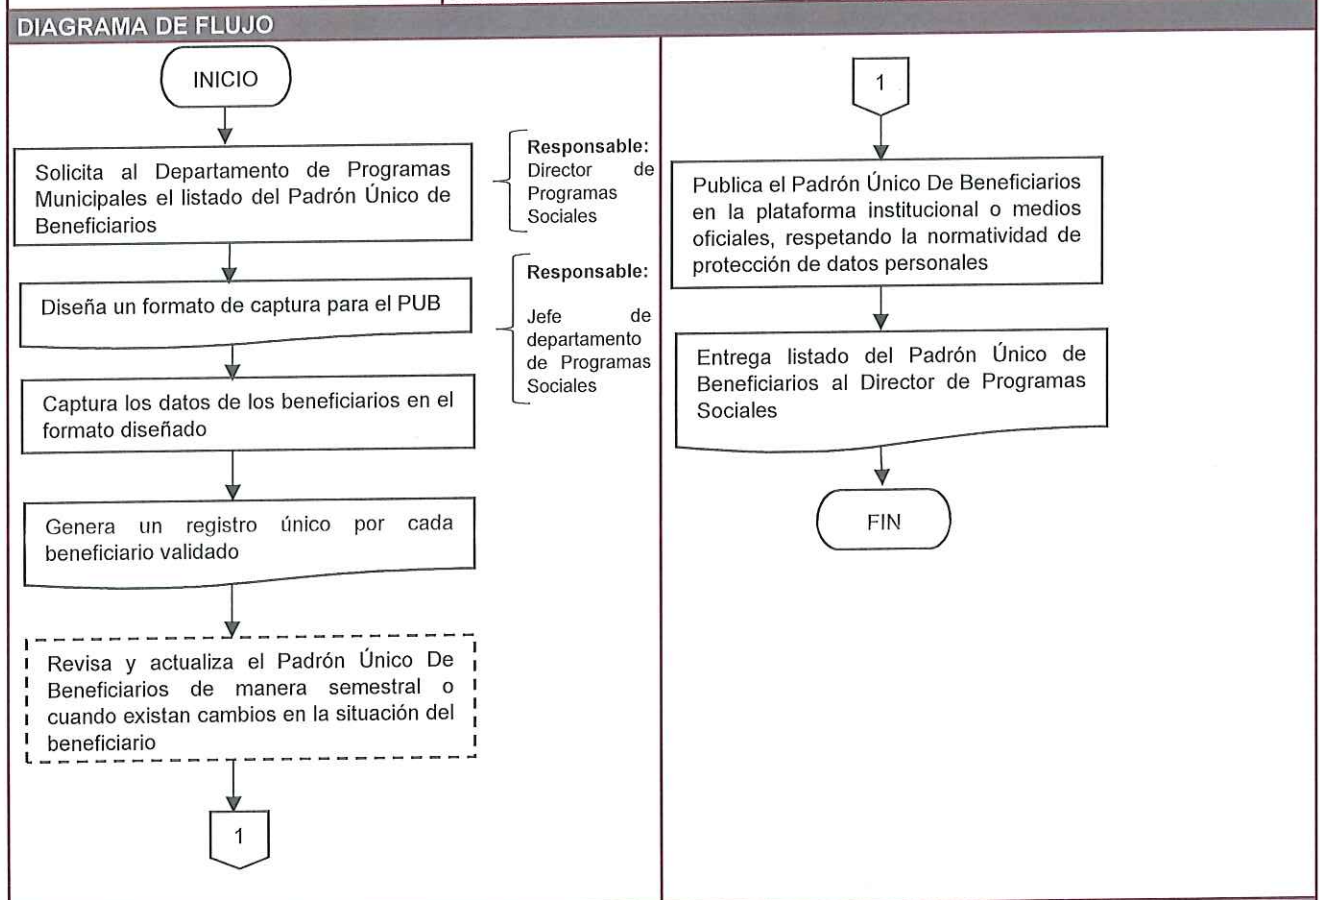 DIAGRAMA DE FLUJO
INICIO
Solicita al Departamento de Programas
Municipales el listado del Padrón Único de
Beneficiarios
Responsable:
Director de
Programas
Sociales
Diseña un formato de captura para el PUB
Responsable:
Jefe de
departamento
de Programas
Sociales
Captura los datos de los beneficiarios en el
formato diseñado
Genera un registro único por cada
beneficiario validado
Revisa y actualiza el Padrón Único De
Beneficiarios de manera semestral o
cuando existan cambios en la situación del
beneficiario
1
1
Publica el Padrón Único De Beneficiarios
en la plataforma institucional o medios
oficiales, respetando la normatividad de
protección de datos personales
Entrega listado del Padrón Único de
Beneficiarios al Director de Programas
Sociales
FIN